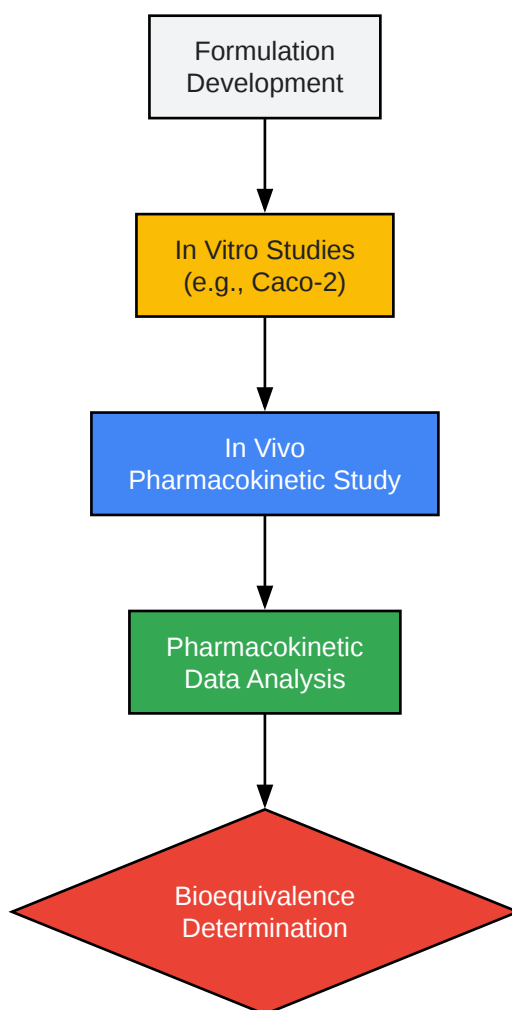 Formulation
Development
In Vitro Studies
(e.g., Caco-2)
In Vivo
Pharmacokinetic Study
Pharmacokinetic
Data Analysis
Bioequivalence
Determination